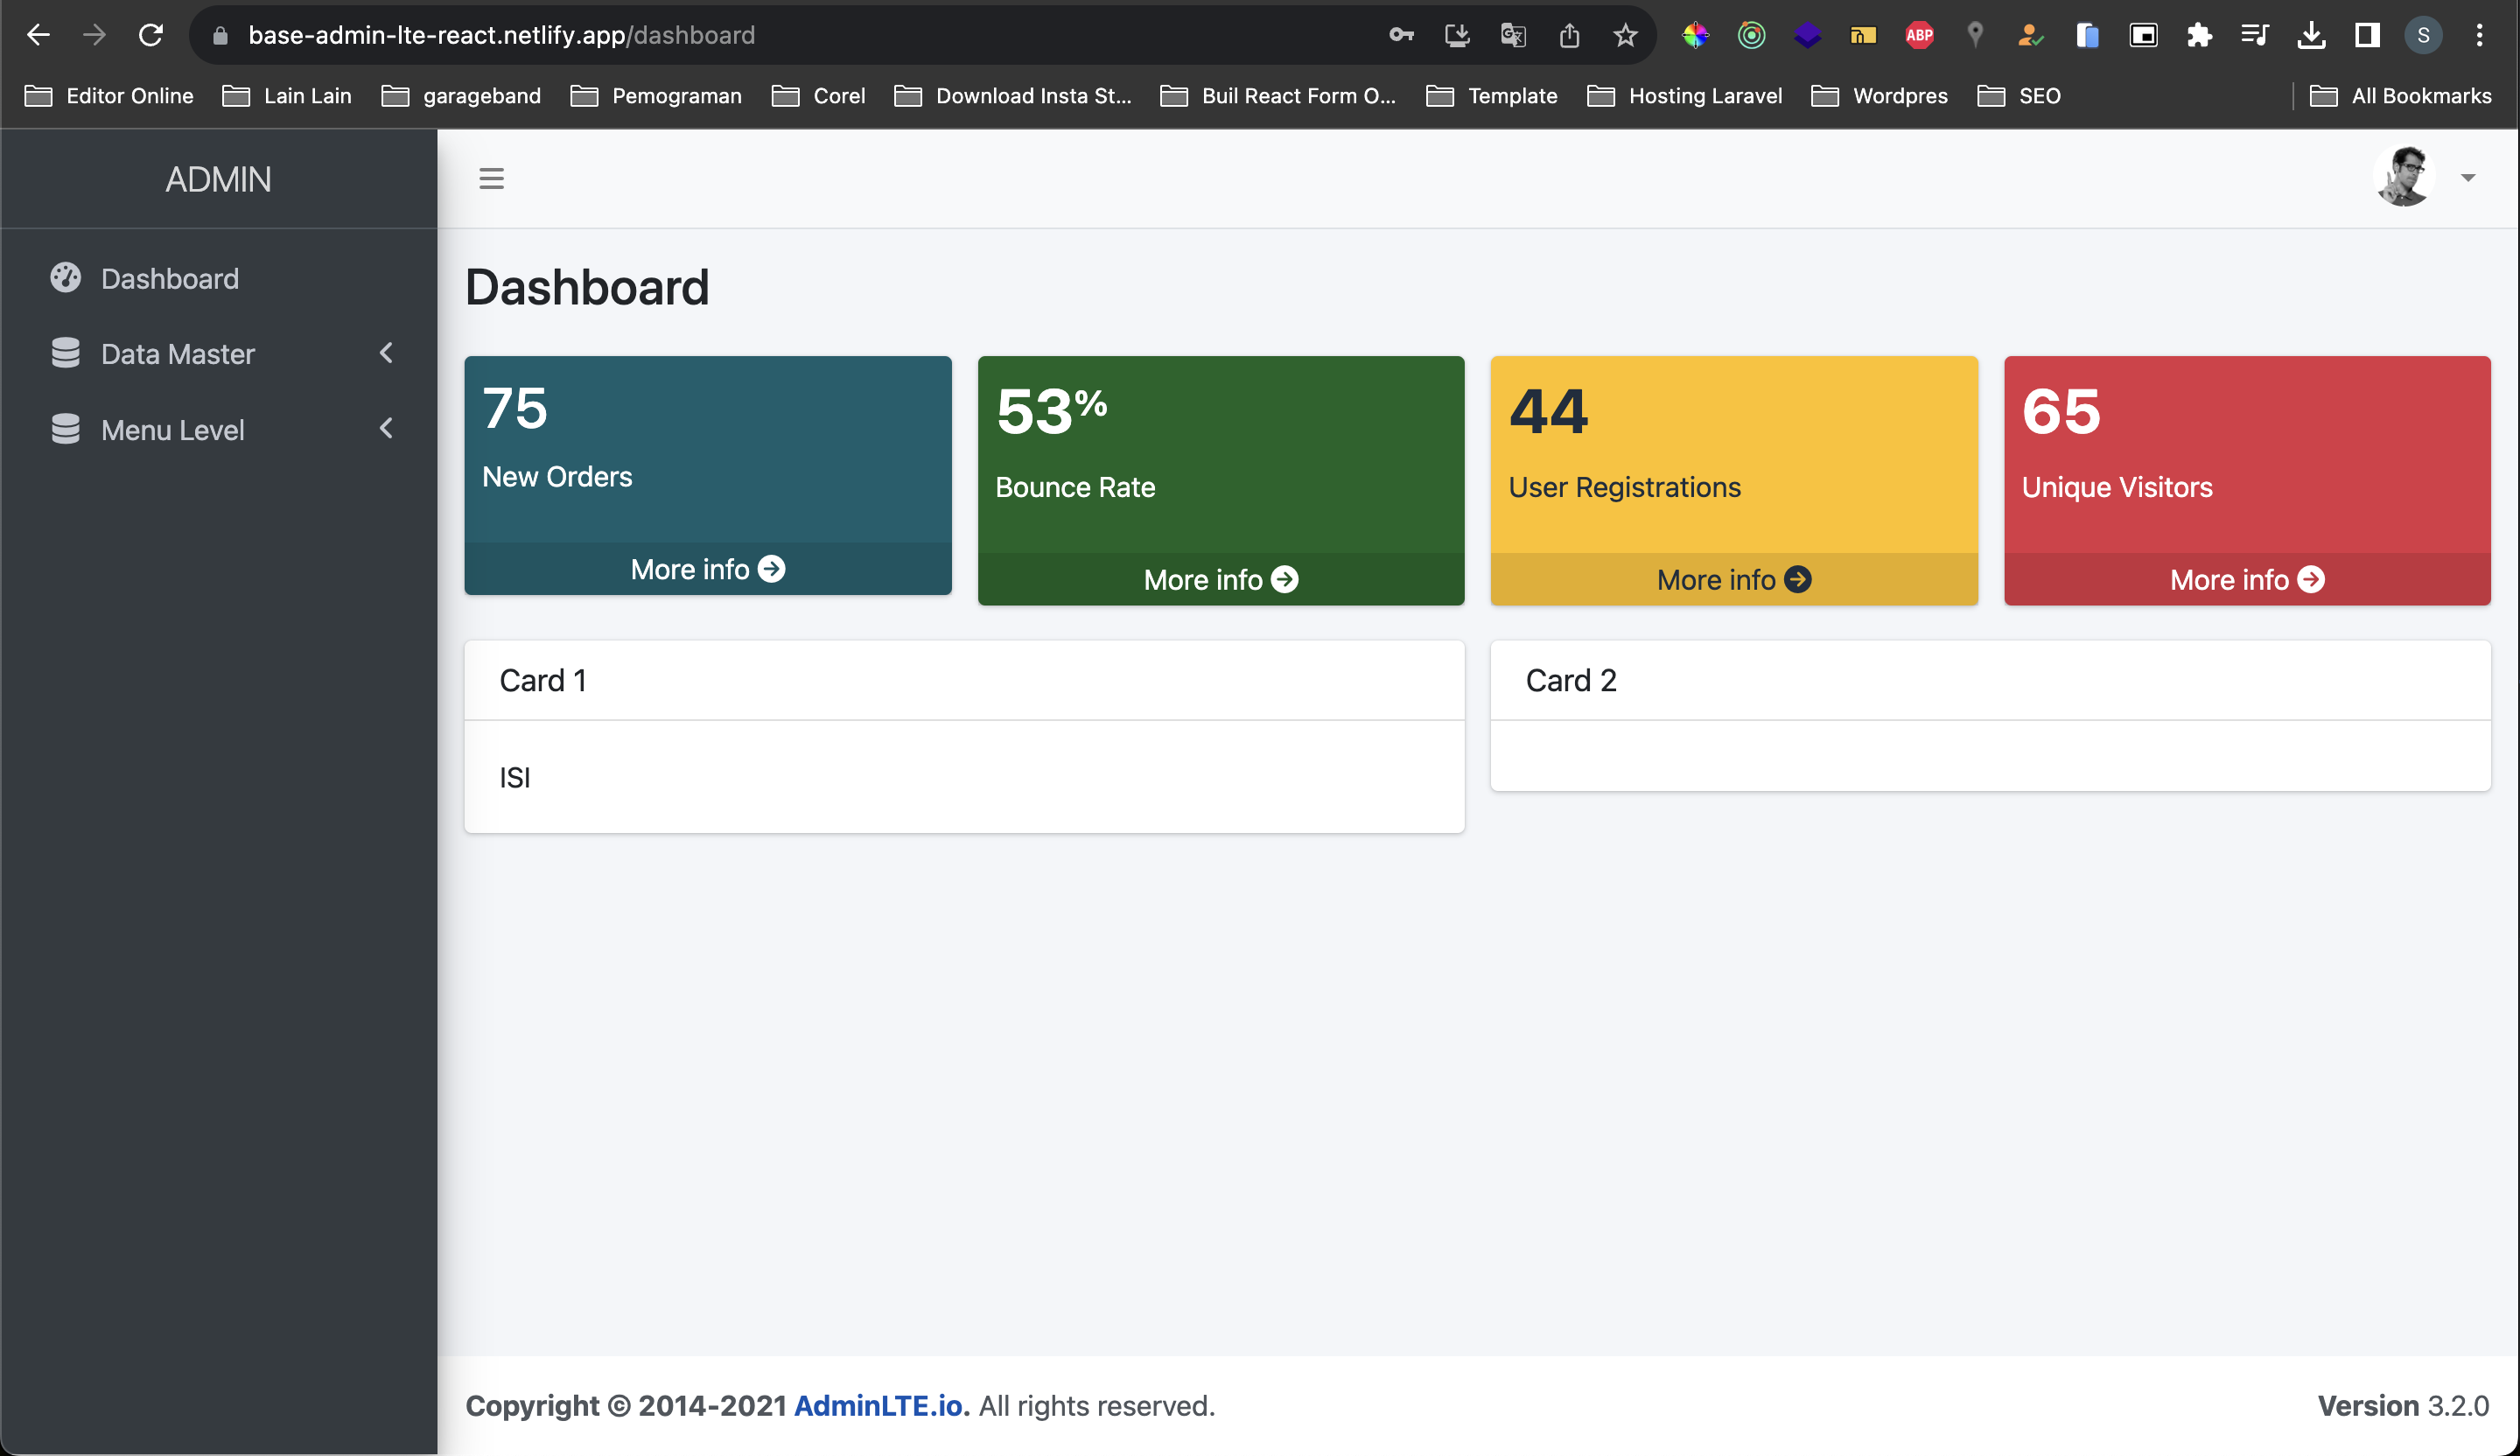 base-admin-lte-react.netlify.app/dashboard
ABP
S
Editor Online Lain Lain garageband Pemograman Corel Download Insta St... Buil React Form O... Template Hosting Laravel Wordpres SEO All Bookmarks
ADMIN
Dashboard
Data Master
Menu Level
Dashboard
75
New Orders
More info
53%
Bounce Rate
More info
44
User Registrations
More info
65
Unique Visitors
More info
Card 1
ISI
Card 2
Copyright © 2014-2021 AdminLTE.io. All rights reserved.
Version 3.2.0